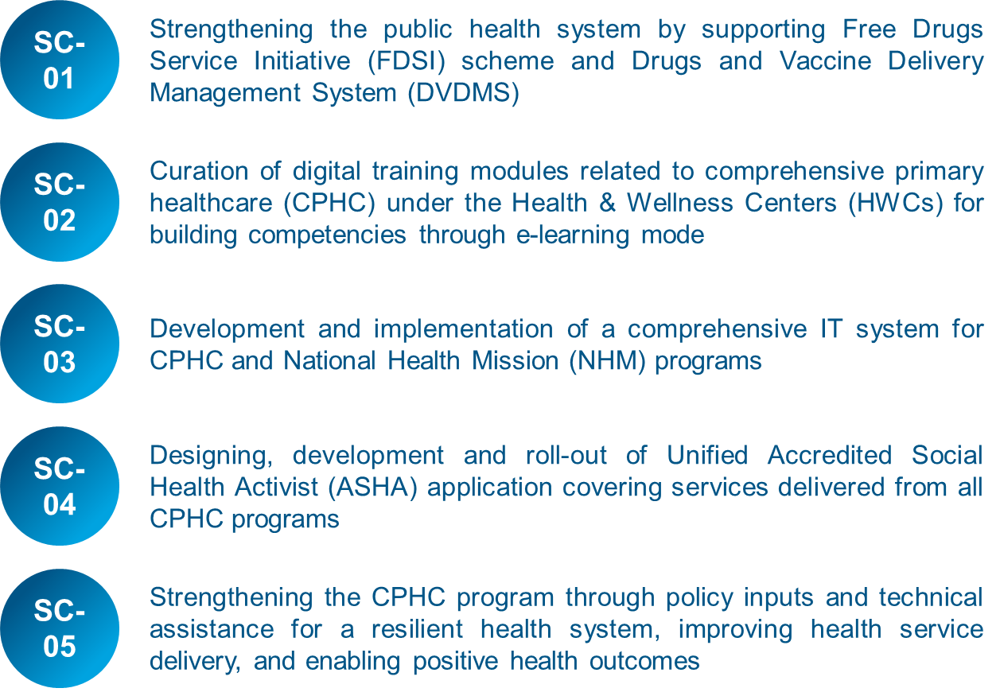 SC-
01
Strengthening the public health system by supporting Free Drugs
Service Initiative (FDSI) scheme and Drugs and Vaccine Delivery
Management System (DVDMS)
SC-
02
Curation of digital training modules related to comprehensive primary
healthcare (CPHC) under the Health & Wellness Centers (HWCs) for
building competencies through e-learning mode
SC-
03
Development and implementation of a comprehensive IT system for
CPHC and National Health Mission (NHM) programs
SC-
04
Designing, development and roll-out of Unified Accredited Social
Health Activist (ASHA) application covering services delivered from all
CPHC programs
SC-
05
Strengthening the CPHC program through policy inputs and technical
assistance for a resilient health system, improving health service
delivery, and enabling positive health outcomes